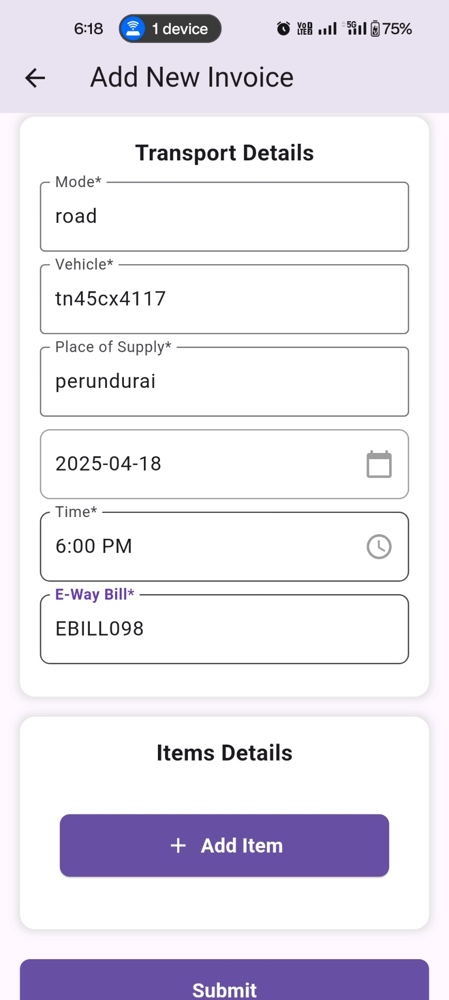 6:18 1 device VoD LTE2 5G 75%
Add New Invoice
Transport Details
Mode*
road
Vehicle*
tn45cx4117
Place of Supply*
perundurai
2025-04-18
Time*
6:00 PM
E-Way Bill*
EBILL098
Items Details
+ Add Item
Submit